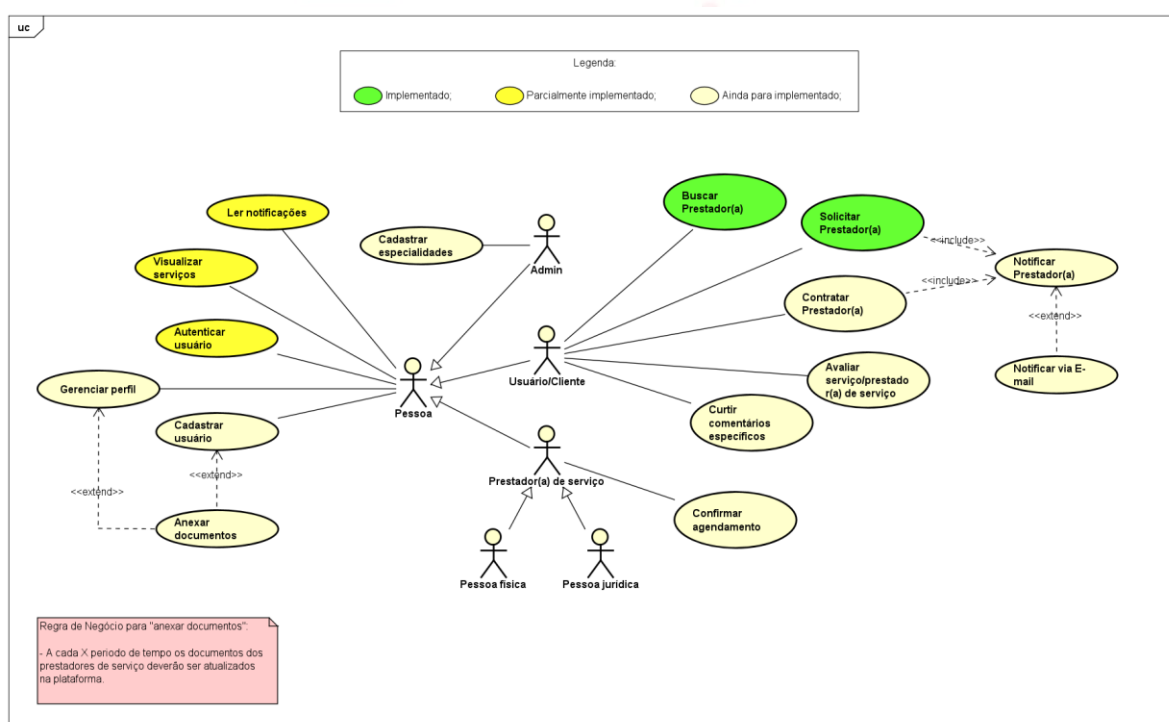 uc
Legenda:
Implementado;
Parcialmente implementado;
Ainda para implementado;
Ler notificações
Visualizar
serviços
Autenticar
usuário
Gerenciar perfil
Cadastrar
usuário
<<extend>>
<<extend>>
Anexar
documentos
Pessoa
Cadastrar
especialidades
Admin
Usuário/Cliente
Prestador(a) de serviço
Pessoa física
Pessoa jurídica
Buscar
Prestador(a)
Solicitar
Prestador(a)
<<include>>
Notificar
Prestador(a)
Contratar
Prestador(a)
<<include>>
<<extend>>
Notificar via E-
mail
Avaliar
serviço/prestad
r(a) de serviço
Curtir
comentários
específicos
Confirmar
agendamento
Regra de Negócio para "anexar documentos":
- A cada X periodo de tempo os documentos dos
prestadores de serviço deverão ser atualizados
na plataforma.